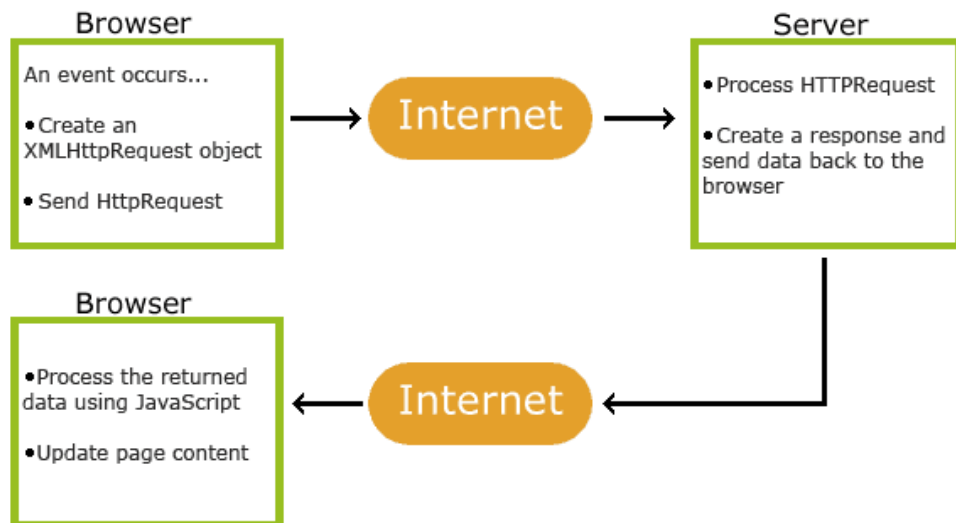 Browser
An event occurs...
•Create an
XMLHttpRequest object
•Send HttpRequest
Internet
Server
•Process HTTPRequest
•Create a response and
send data back to the
browser
Browser
•Process the returned
data using JavaScript
•Update page content
Internet